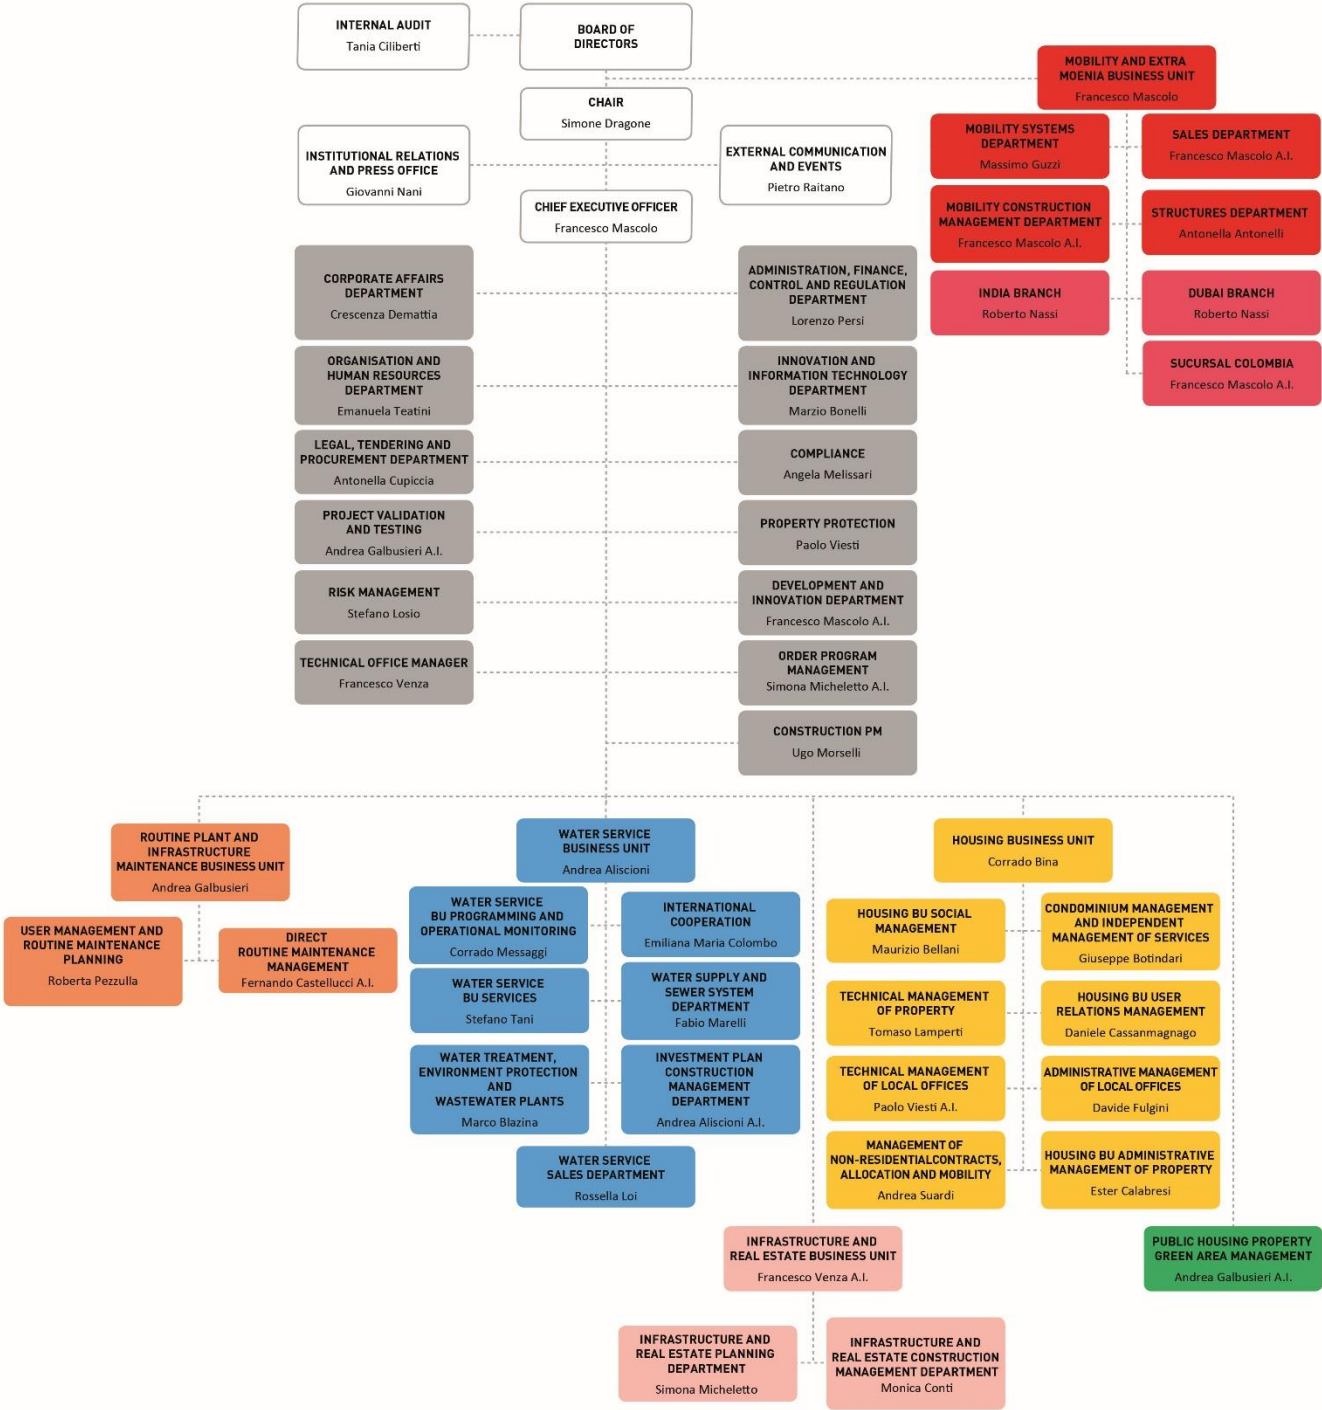 INTERNAL AUDIT
Tania Ciliberti
BOARD OF
DIRECTORS
MOBILITY AND EXTRA
MOENIA BUSINESS UNIT
Francesco Mascolo
CHAIR
Simone Dragone
MOBILITY SYSTEMS
DEPARTMENT
Massimo Guzzi
SALES DEPARTMENT
Francesco Mascolo A.I.
INSTITUTIONAL RELATIONS
AND PRESS OFFICE
Giovanni Nani
EXTERNAL COMMUNICATION
AND EVENTS
Pietro Raitano
CHIEF EXECUTIVE OFFICER
Francesco Mascolo
MOBILITY CONSTRUCTION
MANAGEMENT DEPARTMENT
Francesco Mascolo A.I.
STRUCTURES DEPARTMENT
Antonella Antonelli
INDIA BRANCH
Roberto Nassi
DUBAI BRANCH
Roberto Nassi
SUCURSAL COLOMBIA
Francesco Mascolo A.I.
CORPORATE AFFAIRS
DEPARTMENT
Crescenza Demattia
ADMINISTRATION, FINANCE,
CONTROL AND REGULATION
DEPARTMENT
Lorenzo Persi
ORGANISATION AND
HUMAN RESOURCES
DEPARTMENT
Emanuela Teatini
INNOVATION AND
INFORMATION TECHNOLOGY
DEPARTMENT
Marzio Bonelli
LEGAL, TENDERING AND
PROCUREMENT DEPARTMENT
Antonella Cupiccia
COMPLIANCE
Angela Melissari
PROJECT VALIDATION
AND TESTING
Andrea Galbusieri A.I.
PROPERTY PROTECTION
Paolo Viesti
RISK MANAGEMENT
Stefano Losio
DEVELOPMENT AND
INNOVATION DEPARTMENT
Francesco Mascolo A.I.
TECHNICAL OFFICE MANAGER
Francesco Venza
ORDER PROGRAM
MANAGEMENT
Simona Micheletto A.I.
CONSTRUCTION PM
Ugo Morselli
ROUTINE PLANT AND
INFRASTRUCTURE
MAINTENANCE BUSINESS UNIT
Andrea Galbusieri
WATER SERVICE
BUSINESS UNIT
Andrea Aliscioni
HOUSING BUSINESS UNIT
Corrado Bina
USER MANAGEMENT AND
ROUTINE MAINTENANCE
PLANNING
Roberta Pezzulla
DIRECT
ROUTINE MAINTENANCE
MANAGEMENT
Fernando Castellucci A.I.
WATER SERVICE
BU PROGRAMMING AND
OPERATIONAL MONITORING
Corrado Messaggi
INTERNATIONAL
COOPERATION
Emiliana Maria Colombo
HOUSING BU SOCIAL
MANAGEMENT
Maurizio Bellani
CONDOMINIUM MANAGEMENT
AND INDEPENDENT
MANAGEMENT OF SERVICES
Giuseppe Botindari
WATER SERVICE
BU SERVICES
Stefano Tani
WATER SUPPLY AND
SEWER SYSTEM
DEPARTMENT
Fabio Marelli
TECHNICAL MANAGEMENT
OF PROPERTY
Tomaso Lamperti
HOUSING BU USER
RELATIONS MANAGEMENT
Daniele Cassanmagnago
WATER TREATMENT,
ENVIRONMENT PROTECTION
AND
WASTEWATER PLANTS
Marco Blazina
INVESTMENT PLAN
CONSTRUCTION
MANAGEMENT
DEPARTMENT
Andrea Aliscioni A.I.
TECHNICAL MANAGEMENT
OF LOCAL OFFICES
Paolo Viesti A.I.
ADMINISTRATIVE MANAGEMENT
OF LOCAL OFFICES
Davide Fulgini
WATER SERVICE
SALES DEPARTMENT
Rossella Loi
MANAGEMENT OF
NON-RESIDENTIALCONTRACTS,
ALLOCATION AND MOBILITY
Andrea Suardi
HOUSING BU ADMINISTRATIVE
MANAGEMENT OF PROPERTY
Ester Calabresi
INFRASTRUCTURE AND
REAL ESTATE BUSINESS UNIT
Francesco Venza A.I.
PUBLIC HOUSING PROPERTY
GREEN AREA MANAGEMENT
Andrea Galbusieri A.I.
INFRASTRUCTURE AND
REAL ESTATE PLANNING
DEPARTMENT
Simona Micheletto
INFRASTRUCTURE AND
REAL ESTATE CONSTRUCTION
MANAGEMENT DEPARTMENT
Monica Conti